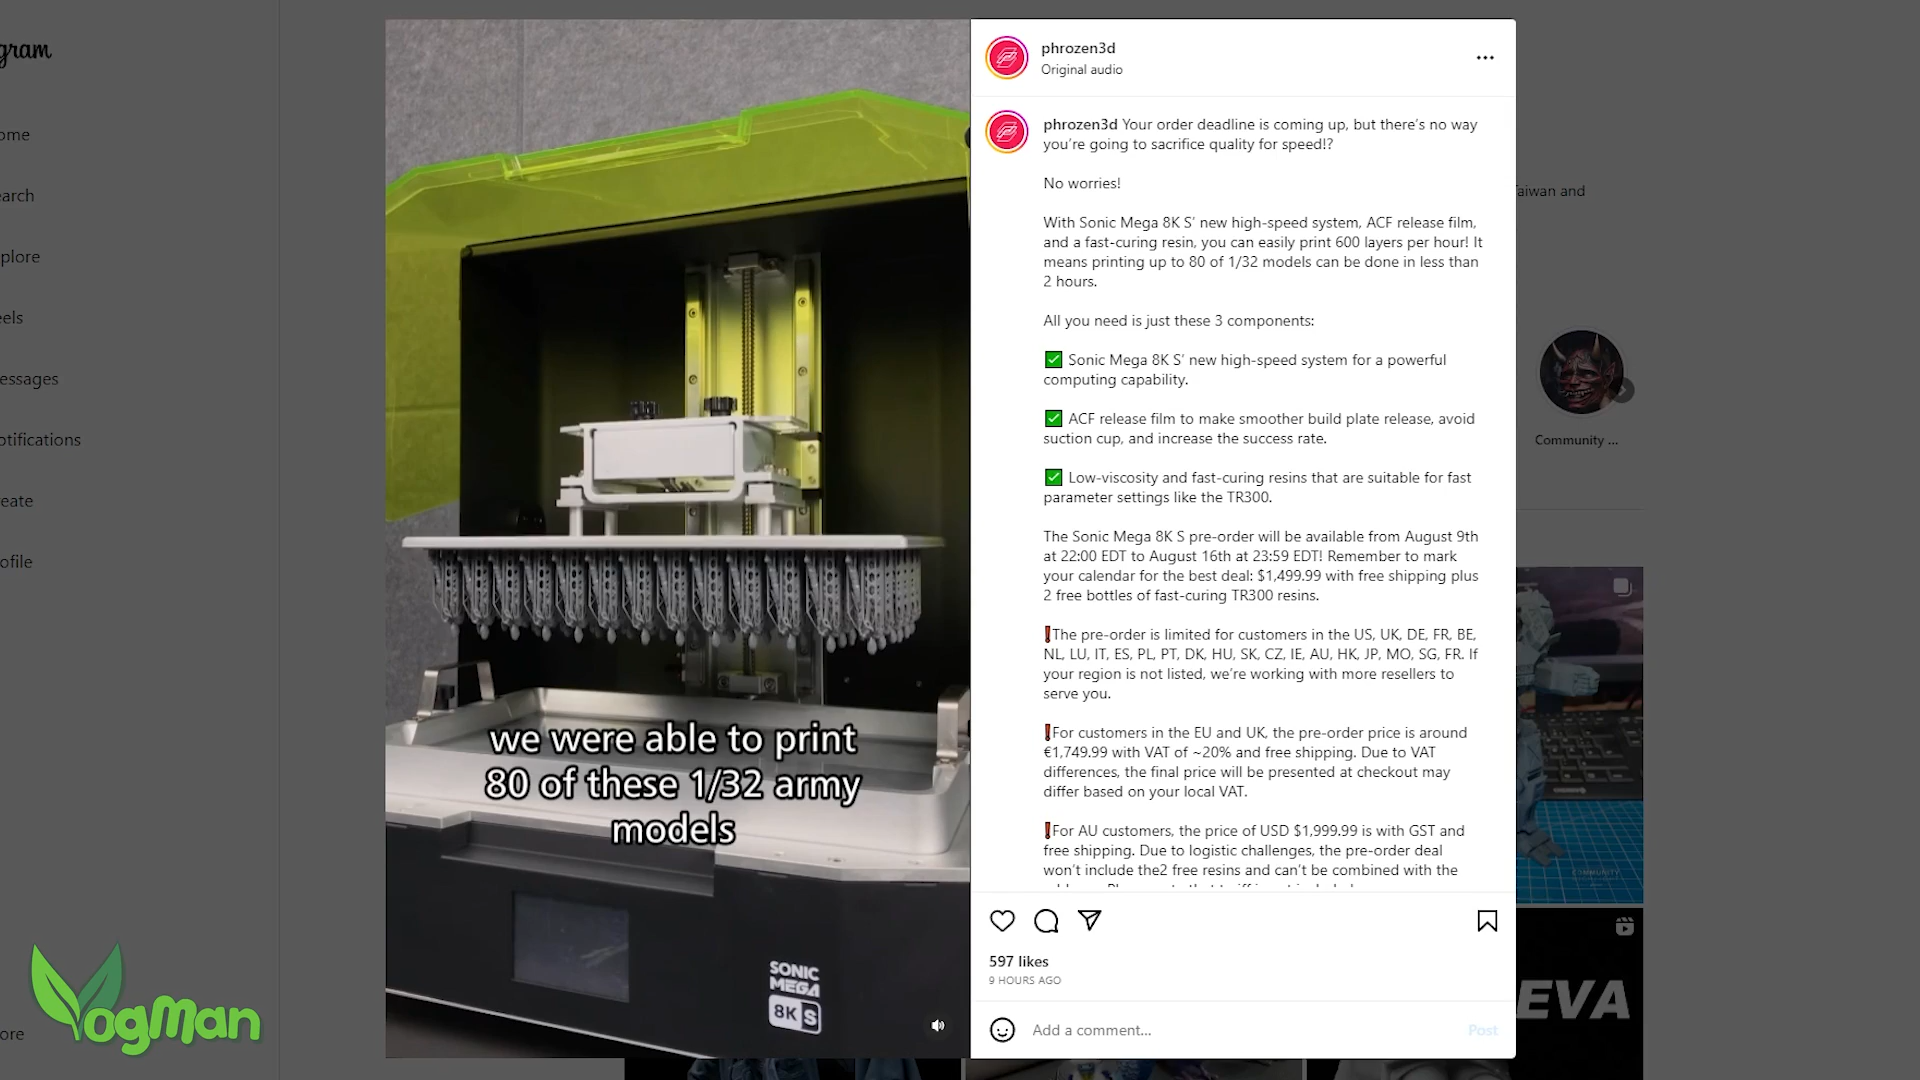 gram
ome
earch
xplore
eels
essages
otifications
reate
ofile
ore
YogMan
we were able to print
80 of these 1/32 army
models
SONIC
MEGA
8K S
phrozen3d
Original audio
phrozen3d Your order deadline is coming up, but there's no way
you're going to sacrifice quality for speed!?
No worries!
With Sonic Mega 8K S' new high-speed system, ACF release film,
and a fast-curing resin, you can easily print 600 layers per hour! It
means printing up to 80 of 1/32 models can be done in less than
2 hours.
All you need is just these 3 components:
✅ Sonic Mega 8K S' new high-speed system for a powerful
computing capability.
✅ ACF release film to make smoother build plate release, avoid
suction cup, and increase the success rate.
✅ Low-viscosity and fast-curing resins that are suitable for fast
parameter settings like the TR300.
The Sonic Mega 8K S pre-order will be available from August 9th
at 22:00 EDT to August 16th at 23:59 EDT! Remember to mark
your calendar for the best deal: $1,499.99 with free shipping plus
2 free bottles of fast-curing TR300 resins.
❗The pre-order is limited for customers in the US, UK, DE, FR, BE,
NL, LU, IT, ES, PL, PT, DK, HU, SK, CZ, IE, AU, HK, JP, MO, SG, FR. If
your region is not listed, we're working with more resellers to
serve you.
❗For customers in the EU and UK, the pre-order price is around
€1,749.99 with VAT of ~20% and free shipping. Due to VAT
differences, the final price will be presented at checkout may
differ based on your local VAT.
❗For AU customers, the price of USD $1,999.99 is with GST and
free shipping. Due to logistic challenges, the pre-order deal
won't include the2 free resins and can't be combined with the
597 likes
9 HOURS AGO
Add a comment...
Post
Taiwan and
Community ...
COMMUNITY
EVA